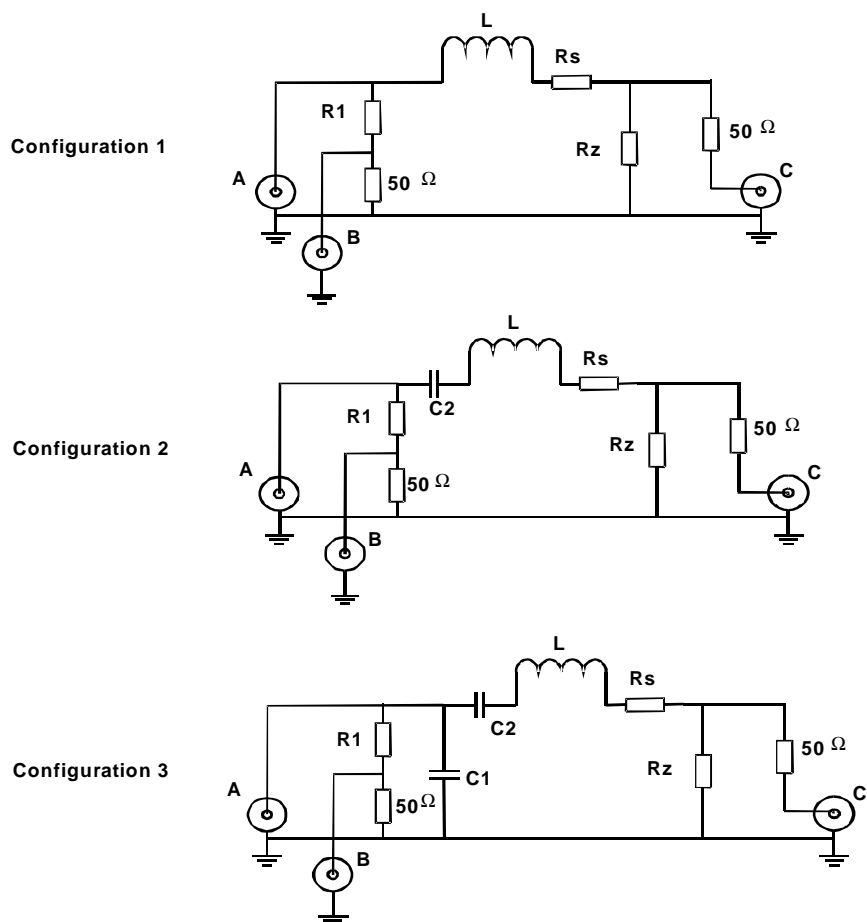 L
Rs
R1
50 Ω
Configuration 1
Rz
A
50 Ω
C
B
L
Rs
C2
R1
50 Ω
Configuration 2
Rz
A
50 Ω
C
B
L
Rs
C2
R1
50 Ω
Configuration 3
C1
Rz
A
50Ω
C
B